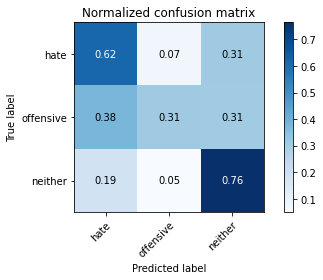 Normalized confusion matrix
True label
hate 0.62 0.07 0.31
offensive 0.38 0.31 0.31
neither 0.19 0.05 0.76
hate offensive neither
Predicted label
0.7
0.6
0.5
0.4
0.3
0.2
0.1